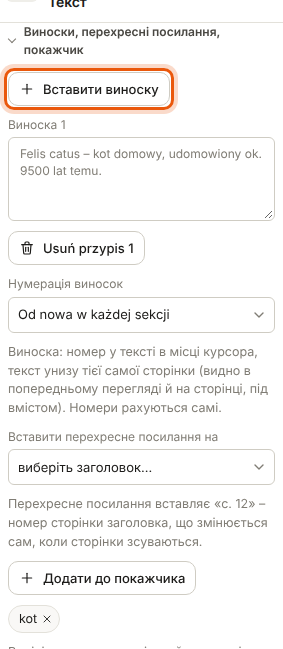 Текст
Виноски, перехресні посилання,
покажчик
Вставити виноску
Виноска 1
Felis catus – kot domowy, udomowiony ok.
9500 lat temu.
Usuń przypis 1
Нумерація виносок
Od nowa w każdej sekcji
Виноска: номер у тексті в місці курсора,
текст унизу тієї самої сторінки (видно в
попередньому перегляді й на сторінці, під
вмістом). Номери рахуються самі.
Вставити перехресне посилання на
виберіть заголовок...
Перехресне посилання вставляє «с. 12» –
номер сторінки заголовка, що змінюється
сам, коли сторінки зсуваються.
Додати до покажчика
kot ×